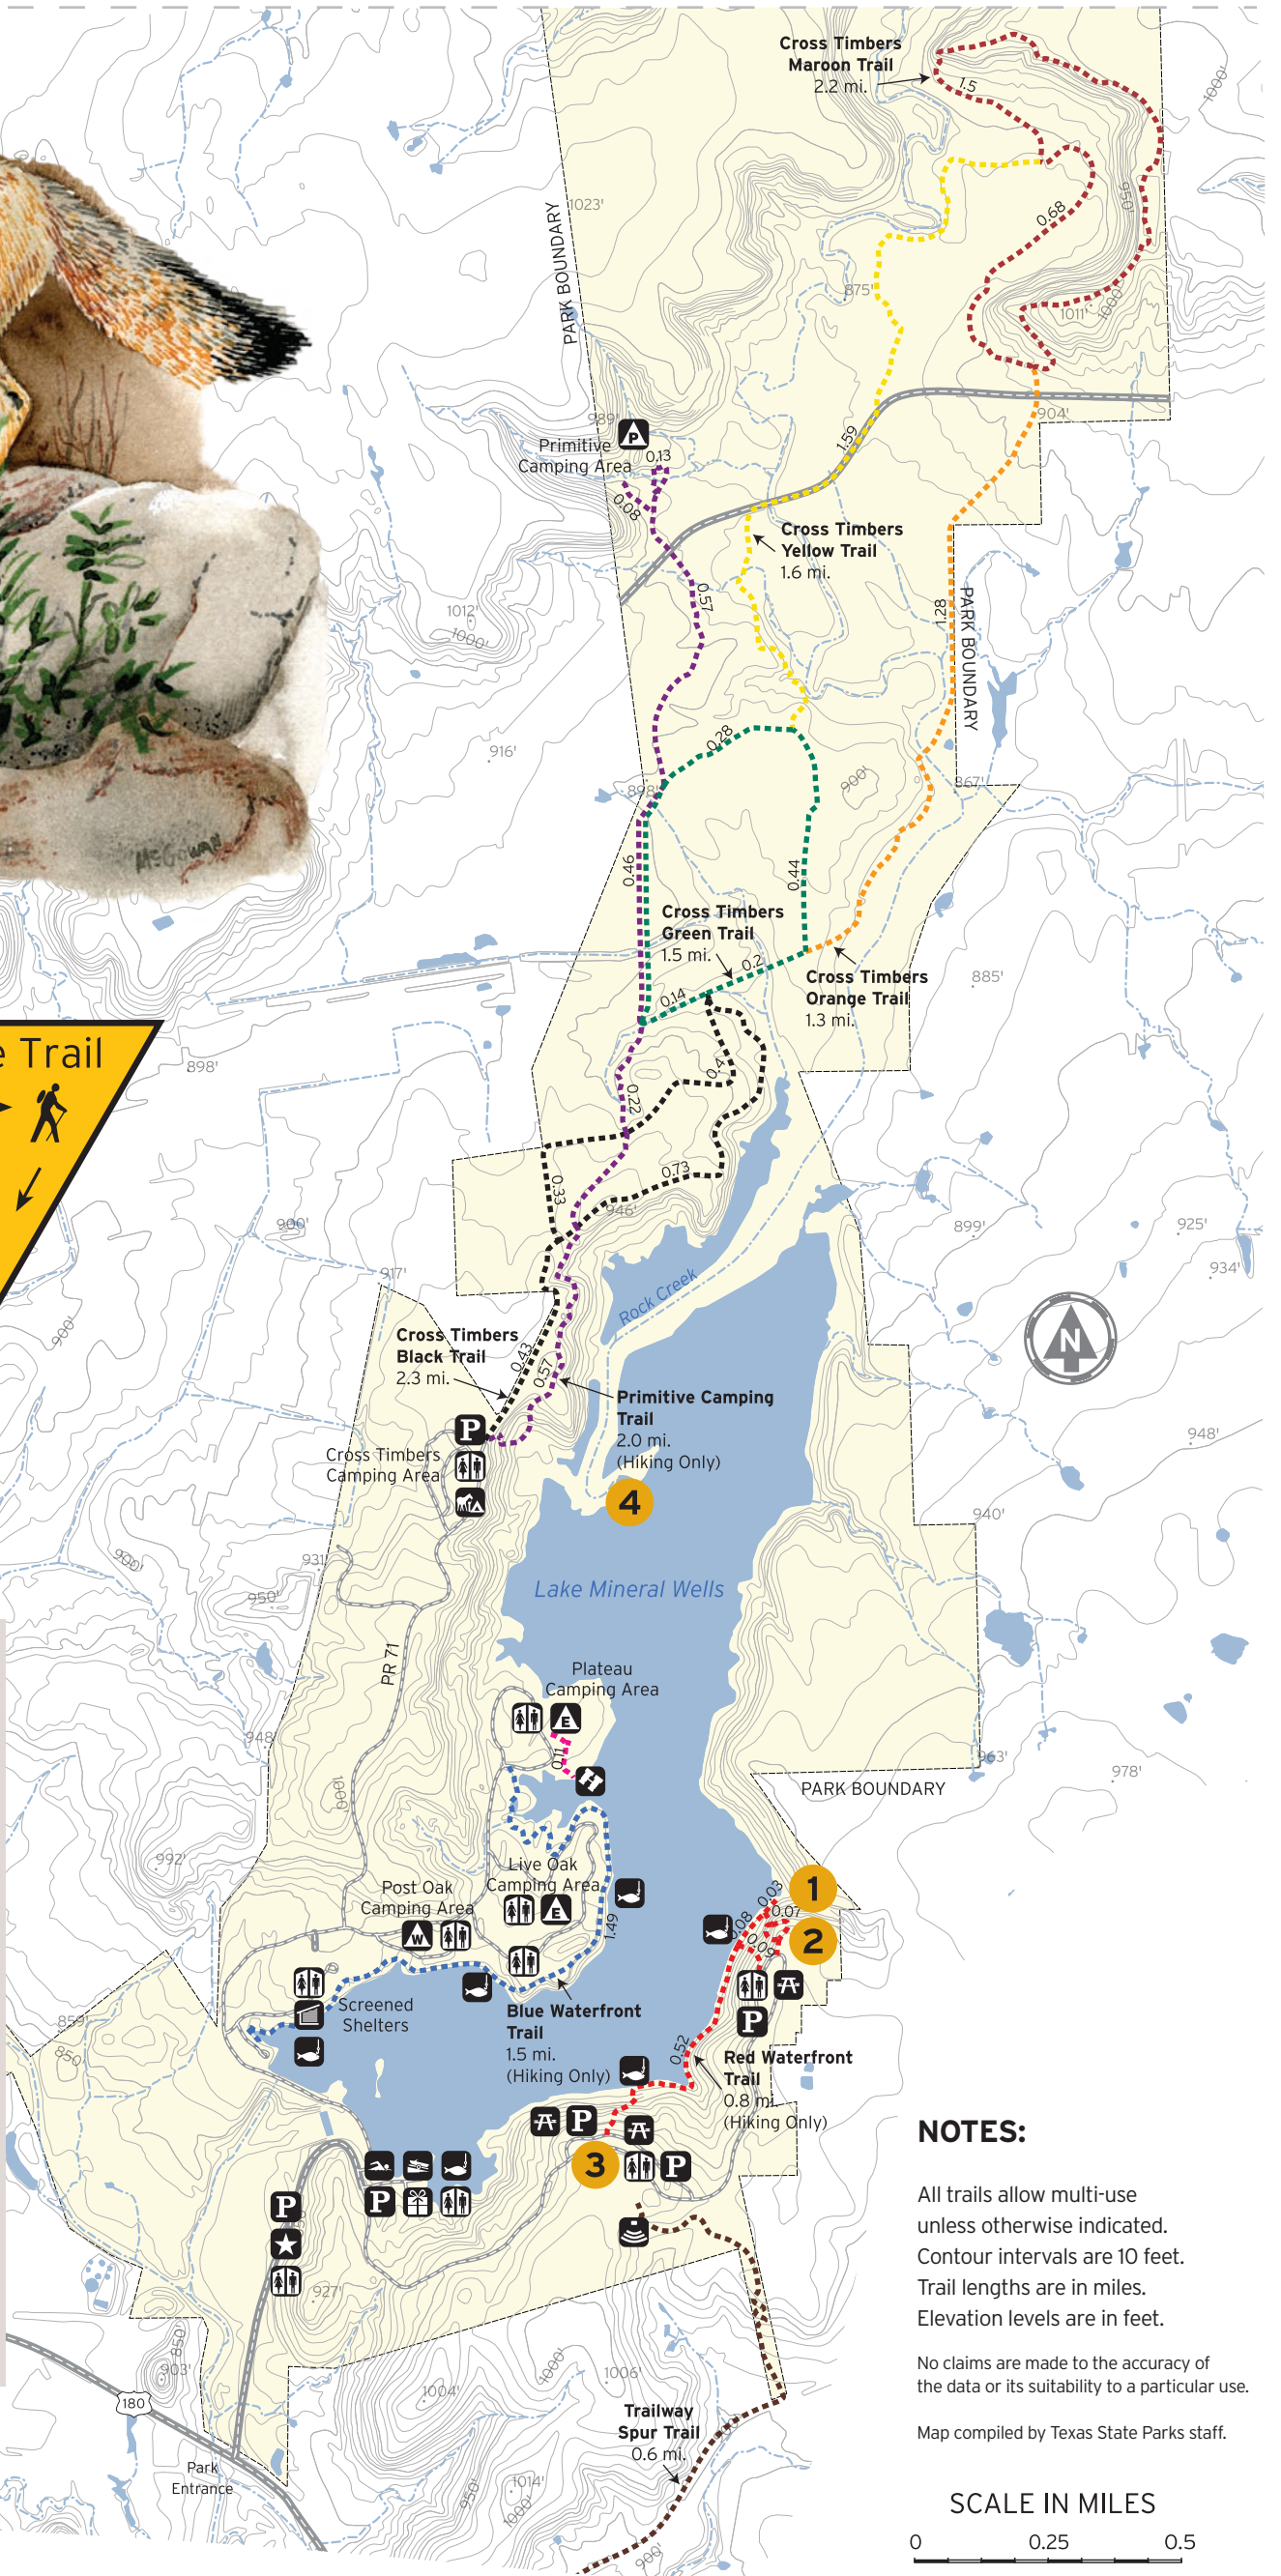 Cross Timbers
Maroon Trail
2.2 mi.
1.5
1000'
950'
0.68
1023'
PARK BOUNDARY
875'
1011'
1000'
904'
989'
P
Primitive
Camping Area
0.13
0.08
1.59
Cross Timbers
Yellow Trail
1.6 mi.
0.57
1.28
PARK BOUNDARY
1012'
1000'
916'
0.28
898'
900'
867'
McGowan
0.46
0.44
Cross Timbers
Green Trail
1.5 mi.
0.2
0.14
Cross Timbers
Orange Trail
1.3 mi.
885'
e Trail
898'
0.4
0.22
0.73
0.33
946'
900'
899'
925'
934'
917'
Rock Creek
900'
N
Cross Timbers
Black Trail
2.3 mi.
0.43
0.57
Primitive Camping
Trail
2.0 mi.
(Hiking Only)
P
Cross Timbers
Camping Area
948'
4
940'
900'
931'
950'
Lake Mineral Wells
PR 71
Plateau
Camping Area
E
0.11
948'
963'
978'
1000'
PARK BOUNDARY
992'
Live Oak
Camping Area
E
Post Oak
Camping Area
W
1.49
1
0.03
0.07
0.08
2
0.09
P
Screened
Shelters
Blue Waterfront
Trail
1.5 mi.
(Hiking Only)
859'
850'
0.52
Red Waterfront
Trail
0.8 mi.
(Hiking Only)
P
3
P
P
P
927'
NOTES:
All trails allow multi-use
unless otherwise indicated.
Contour intervals are 10 feet.
Trail lengths are in miles.
Elevation levels are in feet.
No claims are made to the accuracy of
the data or its suitability to a particular use.
Map compiled by Texas State Parks staff.
850'
903'
180
1004'
1000'
1006'
Trailway
Spur Trail
0.6 mi.
Park
Entrance
950'
1014'
1000'
900'
SCALE IN MILES
0 0.25 0.5